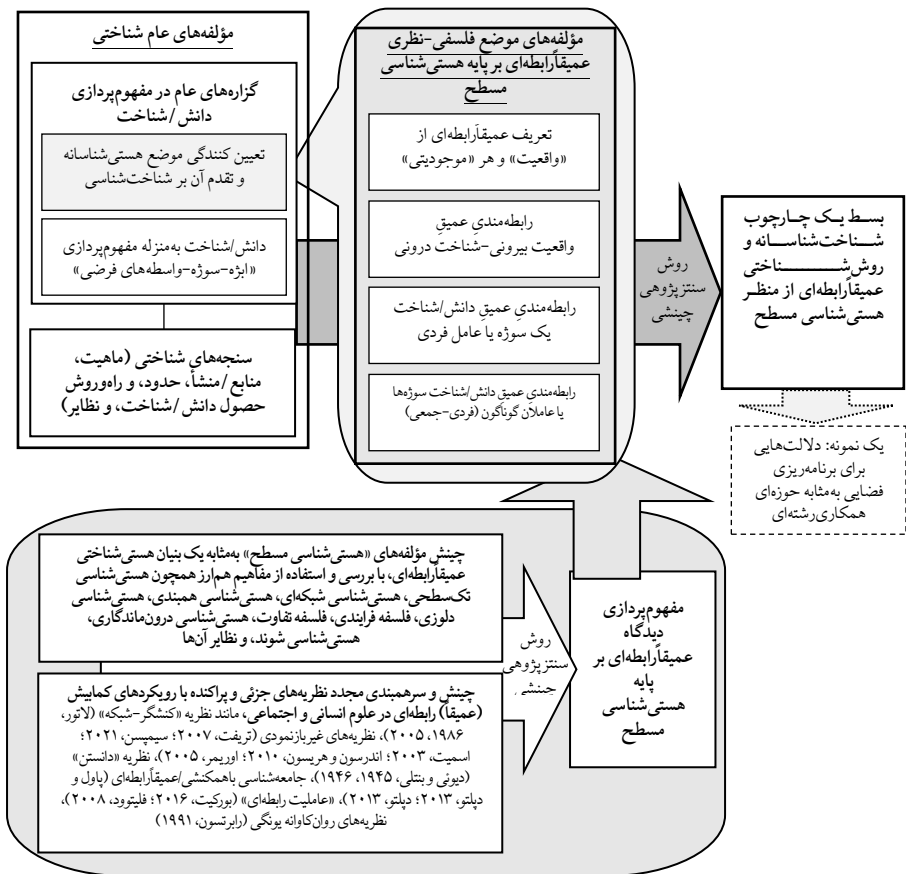 مؤلفه‌های عام شناختی
گزاره‌های عام در مفهوم‌پردازی
دانش/شناخت
تعیین کنندگی موضع هستی‌شناسانه
و تقدم آن بر شناخت‌شناسی
دانش/شناخت به‌منزله مفهوم‌پردازی
«ابژه-سوژه-واسطه‌های فرضی»
سنجه‌های شناختی (ماهیت،
منابع/منشأ، حدود، و راه‌وروش
حصول دانش/شناخت، و نظایر)
مؤلفه‌های موضع فلسفی-نظری
عمیقاًرابطه‌ای بر پایه هستی‌شناسی
مسطح
تعریف عمیقاًرابطه‌ای از
«واقعیت» و هر «موجودیتی»
رابطه‌مندی عمیقِ
واقعیت بیرونی-شناخت درونی
رابطه‌مندیِ عمیقِ دانش/شناخت
یک سوژه یا عامل فردی
رابطه‌مندیِ عمیقِ دانش/شناخت سوژه‌ها
یا عاملان گوناگون (فردی-جمعی)
روش
سنتزپژوهی
چینشی
بسط یک چارچوب
شناخت‌شناسانه و
روش‌شناختی
عمیقاًرابطه‌ای از منظر
هستی‌شناسی مسطح
یک نمونه: دلالت‌هایی
برای برنامه‌ریزی
فضایی به‌مثابه حوزه‌ای
همکاری‌رشته‌ای
چینش مؤلفه‌های «هستی‌شناسی مسطح» به‌مثابه یک بنیان هستی‌شناختی
عمیقاًرابطه‌ای، با بررسی و استفاده از مفاهیم هم‌ارز همچون هستی‌شناسی
تک‌سطحی، هستی‌شناسی شبکه‌ای، هستی‌شناسی همبندی، هستی‌شناسی
دلوزی، فلسفه فرایندی، فلسفه تفاوت، هستی‌شناسی درون‌ماندگاری،
هستی‌شناسی شوند، و نظایر آن‌ها
چینش و سرهمبندی مجدد نظریه‌های جزئی و پراکنده با رویکردهای کمابیش
(عمیقاً) رابطه‌ای در علوم انسانی و اجتماعی، مانند نظریه «کنشگر-شبکه» (لاتور،
۱۹۸۶، ۲۰۰۵)، نظریه‌های غیربازنمودی (تریفت، ۲۰۰۷؛ سیمپسن، ۲۰۲۱؛
اسمیت، ۲۰۰۳؛ اندرسون و هریسون، ۲۰۱۰؛ اوریمر، ۲۰۰۵)، نظریه «دانستن»
(دیوئی و بنتلی، ۱۹۴۵، ۱۹۴۶)، جامعه‌شناسی باهمکنشی/عمیقاًرابطه‌ای (پاول و
دپلتو، ۲۰۱۳؛ دپلتو، ۲۰۱۳)، «عاملیت رابطه‌ای» (بورکیت، ۲۰۱۶؛ فلیتوود، ۲۰۰۸)،
نظریه‌های روان‌کاوانه یونگی (رابرتسون، ۱۹۹۱)
روش
سنتزپژوهی
چینشی
مفهوم‌پردازی
دیدگاه
عمیقاًرابطه‌ای بر
پایه
هستی‌شناسی
مسطح